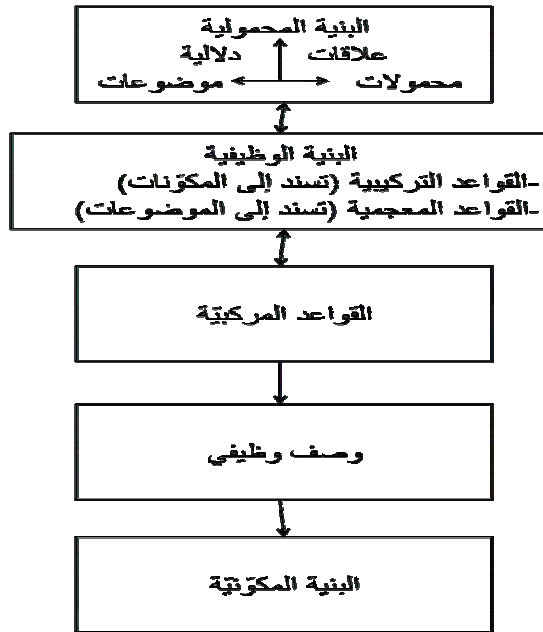 البنية المحمولية
علاقات دلالية
محمولات موضوعات
البنية الوظيفية
-القواعد التركيبية (تسند إلى المكوّنات)
-القواعد المعجمية (تسند إلى الموضوعات)
القواعد المركبيّة
وصف وظيفي
البنية المكوّنيّة